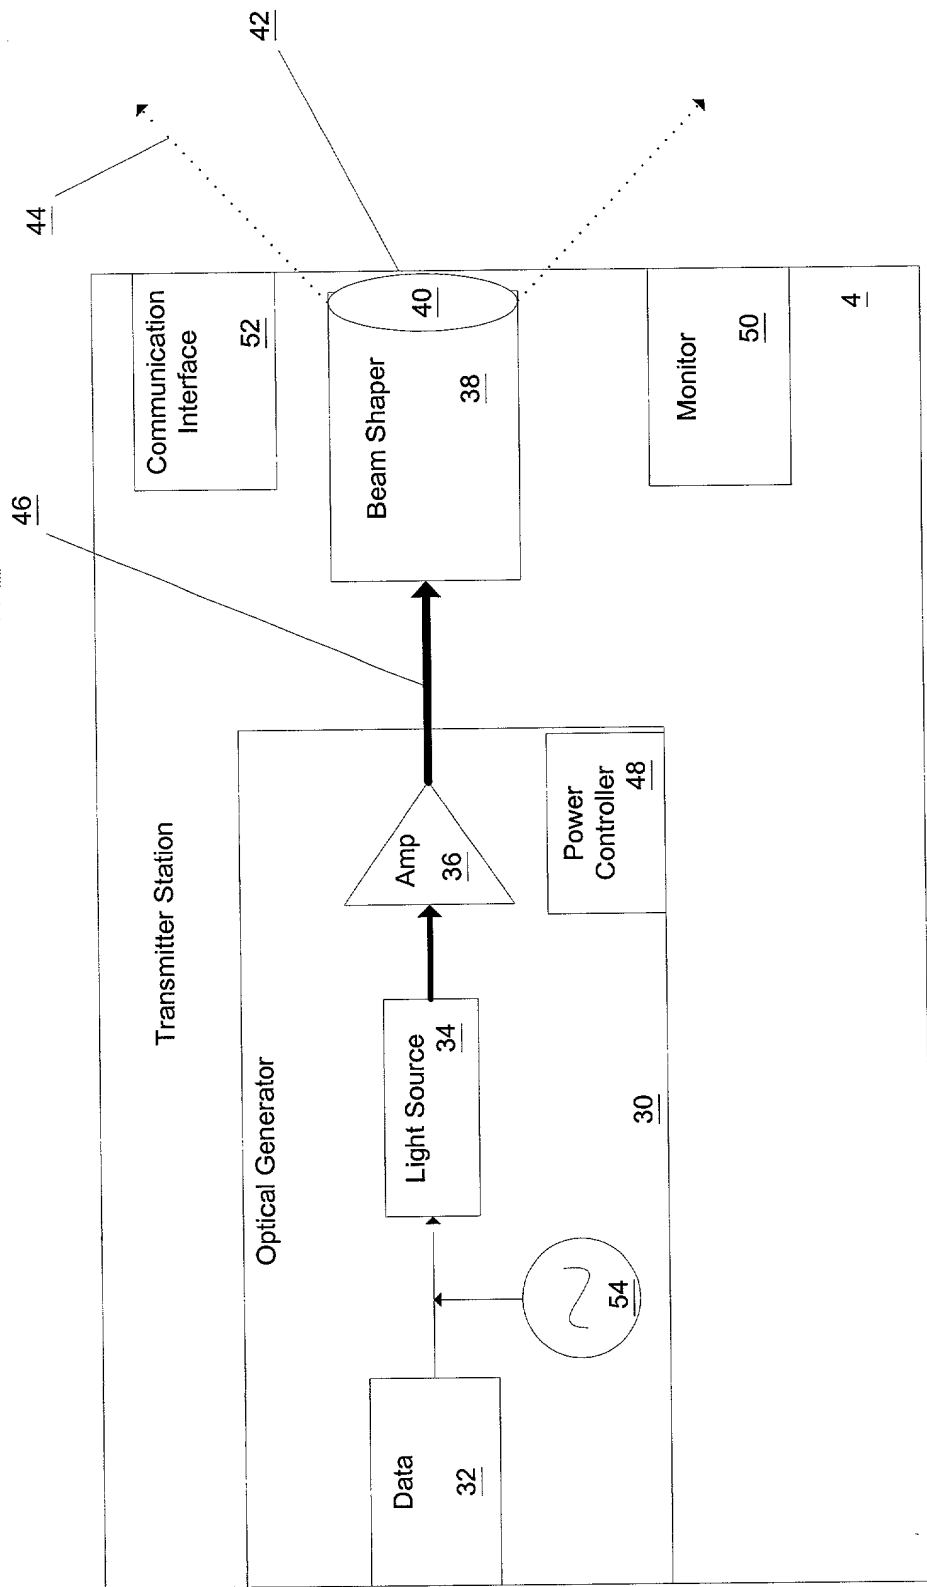 42
44
46
Transmitter Station
Communication
Interface
52
Optical Generator
Data
32
54
Light Source
34
Amp
36
Beam Shaper
38
40
Power
Controller
48
Monitor
50
30
4